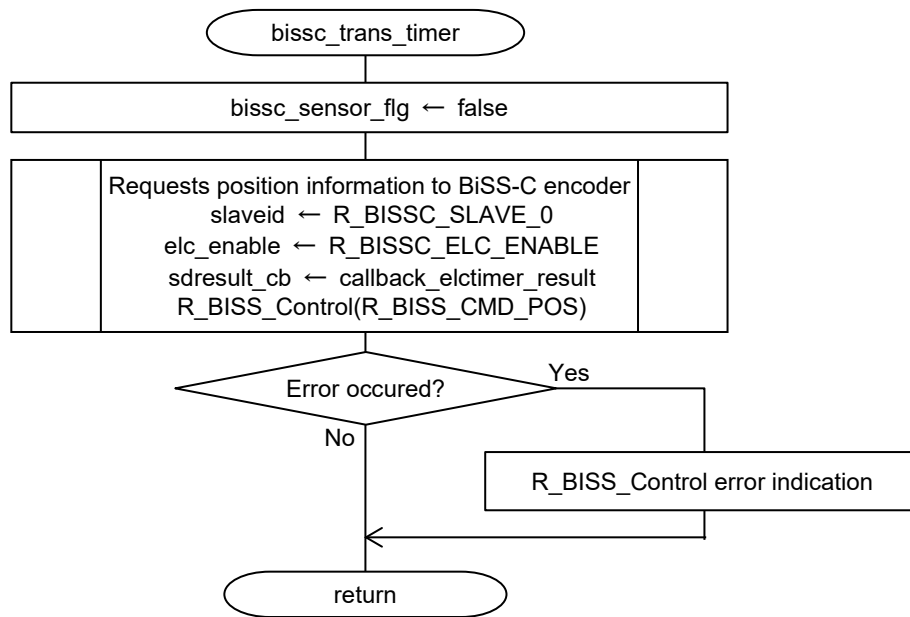 bissc_trans_timer
bissc_sensor_flg ← false
Requests position information to BiSS-C encoder
slaveid ← R_BISSC_SLAVE_0
elc_enable ← R_BISSC_ELC_ENABLE
sdresult_cb ← callback_elctimer_result
R_BISS_Control(R_BISS_CMD_POS)
Error occured?
Yes
No
R_BISS_Control error indication
return